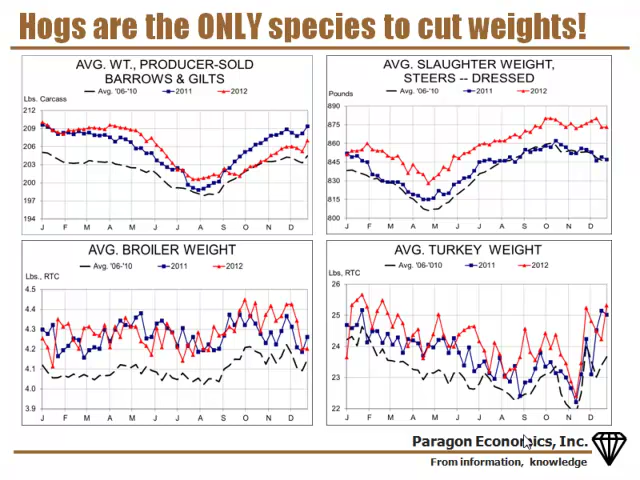 Hogs are the ONLY species to cut weights!
AVG. WT., PRODUCER-SOLD
BARROWS & GILTS
Lbs. Carcass
Avg. '06-'10 2011 2012
212
209
206
203
200
197
194
J F M A M J J A S O N D
AVG. SLAUGHTER WEIGHT,
STEERS -- DRESSED
Pounds
Avg. '06-'10 2011 2012
890
875
860
845
830
815
800
J F M A M J J A S O N D
AVG. BROILER WEIGHT
Avg. '06-'10 2011 2012
Lbs., RTC
4.5
4.4
4.3
4.2
4.1
4.0
3.9
J F M A M J J A S O N D
AVG. TURKEY WEIGHT
Avg. '06-'010 2011 2012
Lbs, RTC
26
25
24
23
22
J F M A M J J A S O N D
Paragon Economics, Inc.
From information, knowledge